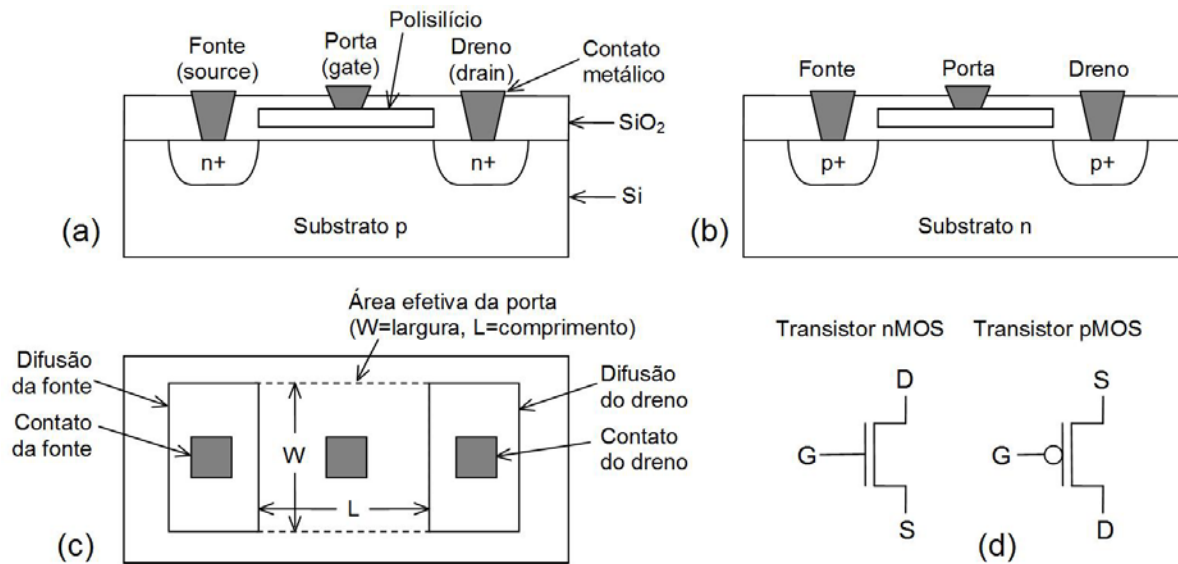 Polisilício
Fonte
(source)
Porta
(gate)
Dreno
(drain)
Contato
metálico
SiO₂
n+
n+
Si
Substrato p
(a)
Fonte
Porta
Dreno
p+
p+
Substrato n
(b)
Área efetiva da porta
(W=largura, L=comprimento)
Difusão
da fonte
Contato
da fonte
W
L
Difusão
do dreno
Contato
do dreno
(c)
Transistor nMOS
Transistor pMOS
D
G
S
S
G
D
(d)